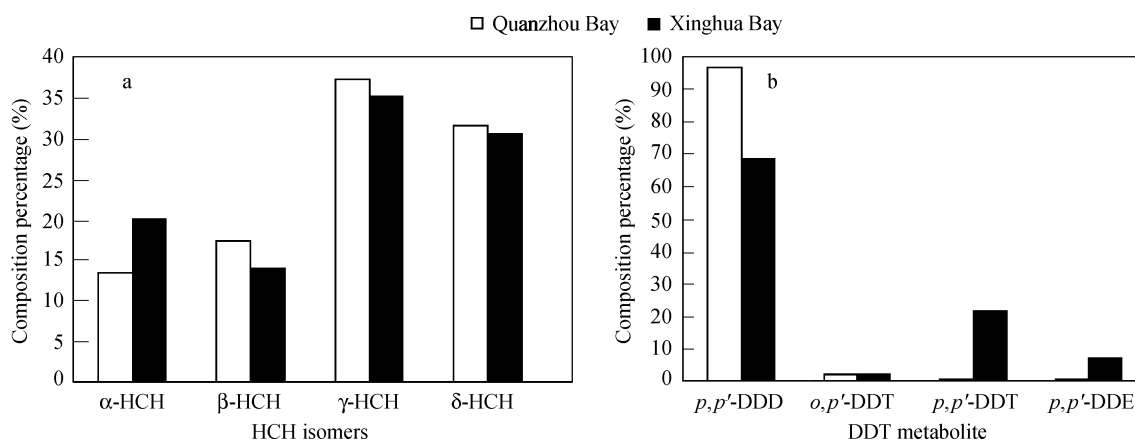 Quanzhou Bay Xinghua Bay
a
40
35
30
25
20
15
10
5
0
Composition percentage (%)
α-HCH β-HCH γ-HCH δ-HCH
HCH isomers
b
100
90
80
70
60
50
40
30
20
10
0
Composition percentage (%)
p,p′-DDD o,p′-DDT p,p′-DDT p,p′-DDE
DDT metabolite